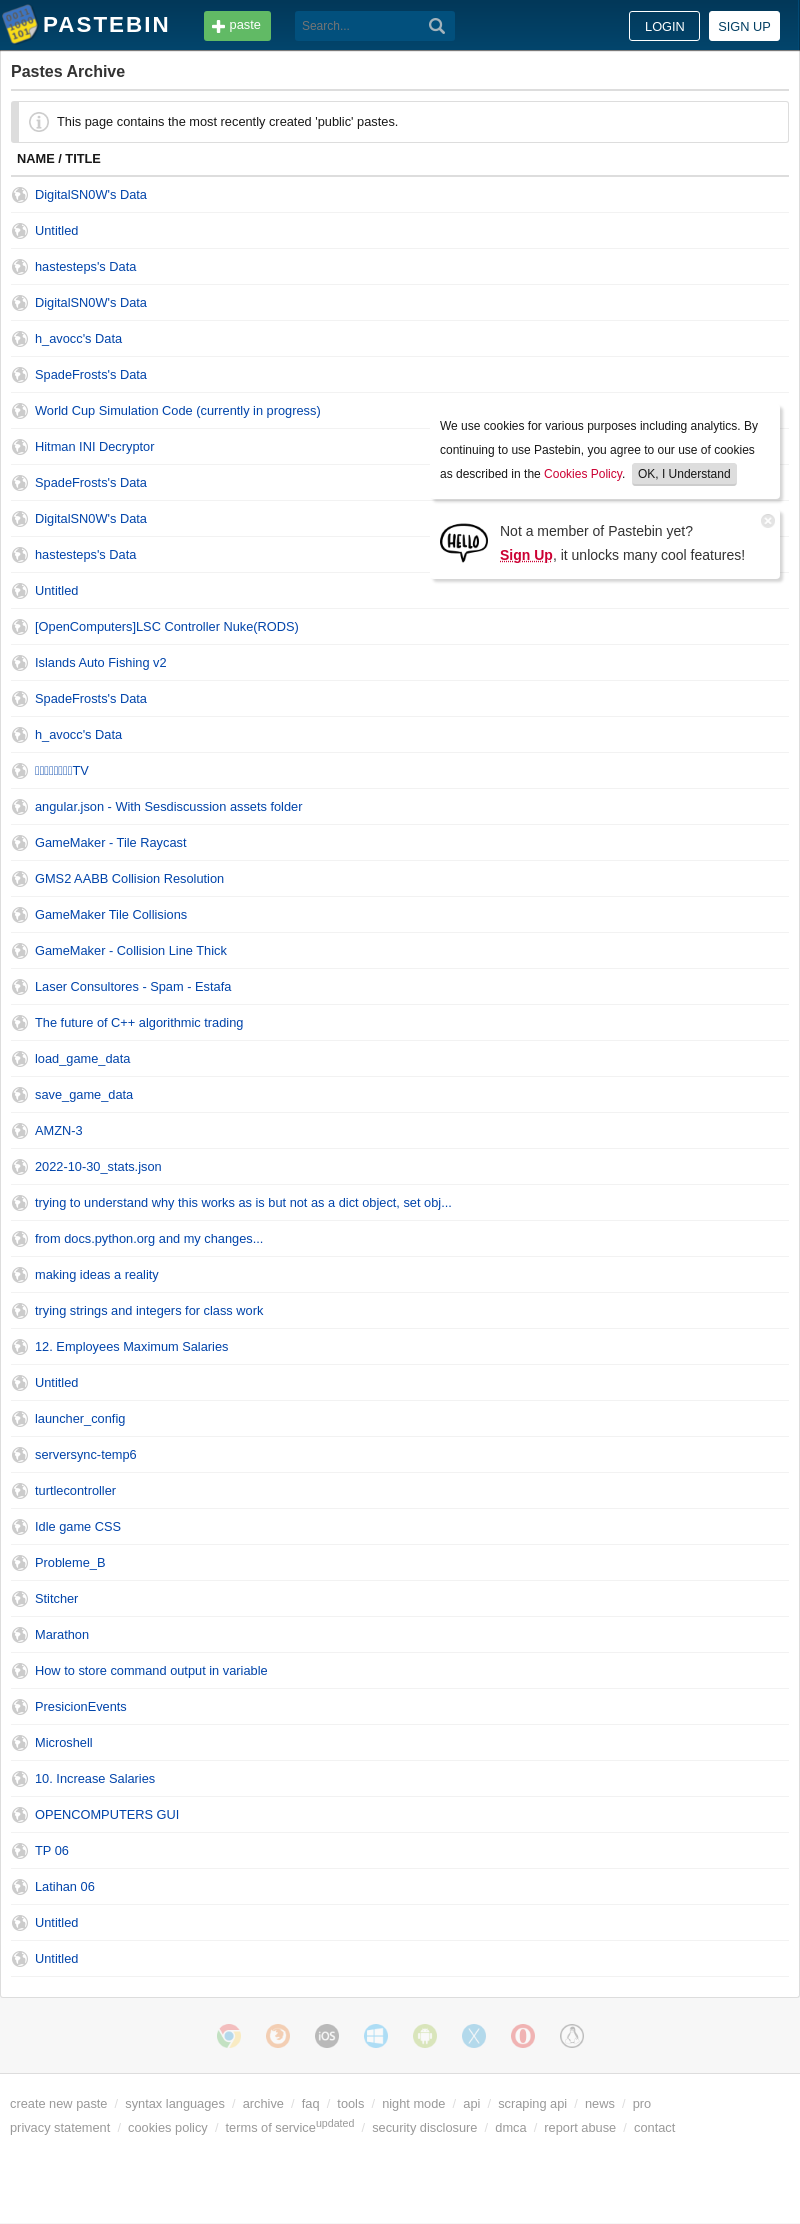 PASTEBIN
paste
Search...
LOGIN
SIGN UP
Pastes Archive
This page contains the most recently created 'public' pastes.
NAME / TITLE
DigitalSN0W's Data
Untitled
hastesteps's Data
DigitalSN0W's Data
h_avocc's Data
SpadeFrosts's Data
World Cup Simulation Code (currently in progress)
Hitman INI Decryptor
SpadeFrosts's Data
DigitalSN0W's Data
hastesteps's Data
We use cookies for various purposes including analytics. By
continuing to use Pastebin, you agree to our use of cookies
as described in the Cookies Policy. OK, I Understand
HELLO
Not a member of Pastebin yet?
Sign Up, it unlocks many cool features!
Untitled
[OpenComputers]LSC Controller Nuke(RODS)
Islands Auto Fishing v2
SpadeFrosts's Data
h_avocc's Data
TV
angular.json - With Sesdiscussion assets folder
GameMaker - Tile Raycast
GMS2 AABB Collision Resolution
GameMaker Tile Collisions
GameMaker - Collision Line Thick
Laser Consultores - Spam - Estafa
The future of C++ algorithmic trading
load_game_data
save_game_data
AMZN-3
2022-10-30_stats.json
trying to understand why this works as is but not as a dict object, set obj...
from docs.python.org and my changes...
making ideas a reality
trying strings and integers for class work
12. Employees Maximum Salaries
Untitled
launcher_config
serversync-temp6
turtlecontroller
Idle game CSS
Probleme_B
Stitcher
Marathon
How to store command output in variable
PresicionEvents
Microshell
10. Increase Salaries
OPENCOMPUTERS GUI
TP 06
Latihan 06
Untitled
Untitled
iOS
create new paste / syntax languages / archive / faq / tools / night mode / api / scraping api / news / pro
privacy statement / cookies policy / terms of service updated / security disclosure / dmca / report abuse / contact